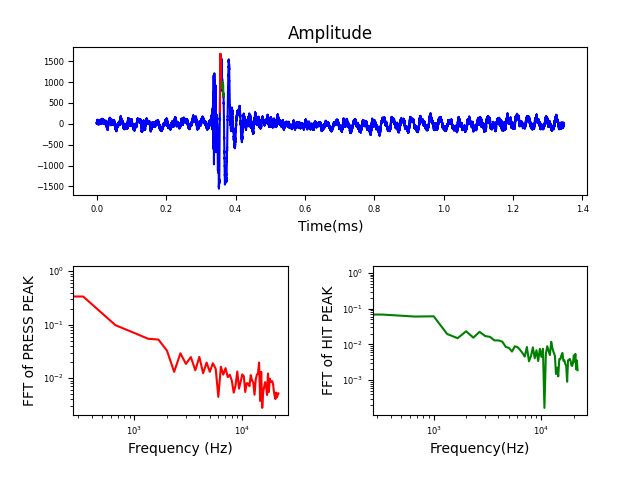 Amplitude
1500
1000
500
0
−500
−1000
−1500
0.0 0.2 0.4 0.6 0.8 1.0 1.2 1.4
Time(ms)
FFT of PRESS PEAK
10⁰
10⁻¹
10⁻²
10³ 10⁴
Frequency (Hz)
FFT of HIT PEAK
10⁰
10⁻¹
10⁻²
10⁻³
10³ 10⁴
Frequency(Hz)